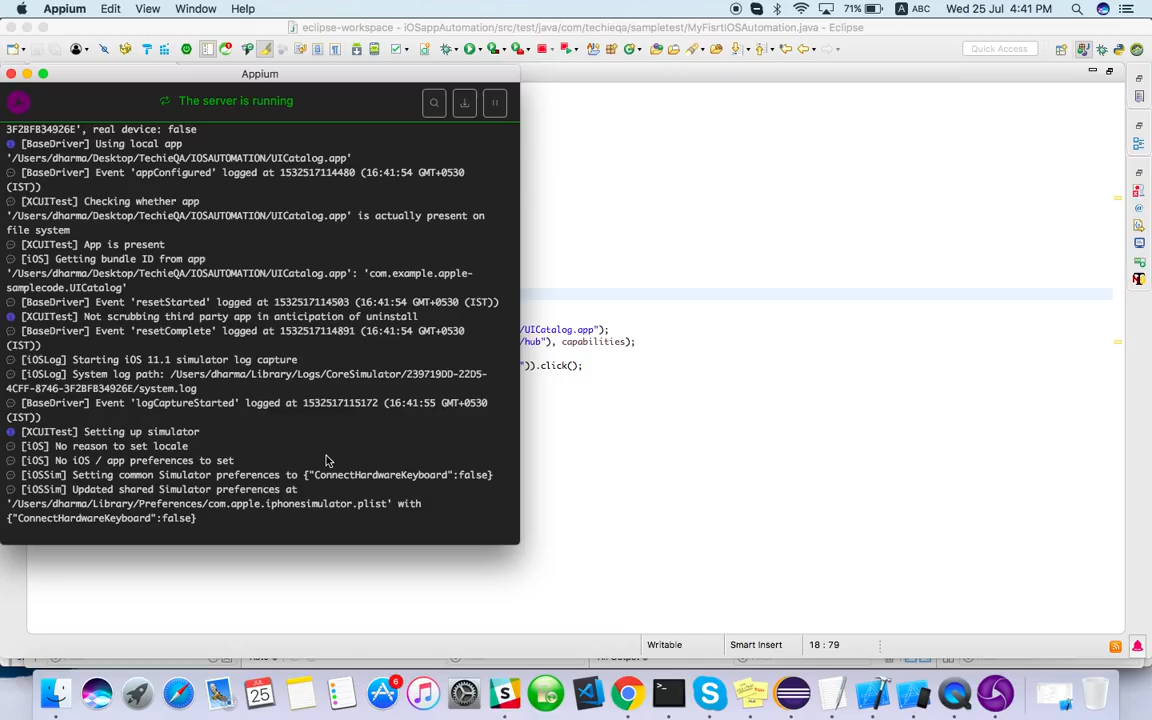 Appium Edit View Window Help 71% A ABC Wed 25 Jul 4:41 PM
eclipse-workspace - iOSappAutomation/src/test/java/com/techieqa/sampletest/MyFisrtIOSAutomation.java - Eclipse
Quick Access
Appium
The server is running
3F2BFB34926E', real device: false
[BaseDriver] Using local app
'/Users/dharma/Desktop/TechieQA/IOSAUTOMATION/UICatalog.app'
[BaseDriver] Event 'appConfigured' logged at 1532517114480 (16:41:54 GMT+0530
(IST))
[XCUITest] Checking whether app
'/Users/dharma/Desktop/TechieQA/IOSAUTOMATION/UICatalog.app' is actually present on
file system
[XCUITest] App is present
[iOS] Getting bundle ID from app
'/Users/dharma/Desktop/TechieQA/IOSAUTOMATION/UICatalog.app': 'com.example.apple-
samplecode.UICatalog'
[BaseDriver] Event 'resetStarted' logged at 1532517114503 (16:41:54 GMT+0530 (IST))
[XCUITest] Not scrubbing third party app in anticipation of uninstall
[BaseDriver] Event 'resetComplete' logged at 1532517114891 (16:41:54 GMT+0530
(IST))
[iOSLog] Starting iOS 11.1 simulator log capture
[iOSLog] System log path: /Users/dharma/Library/Logs/CoreSimulator/239719DD-22D5-
4CFF-8746-3F2BFB34926E/system.log
[BaseDriver] Event 'logCaptureStarted' logged at 1532517115172 (16:41:55 GMT+0530
(IST))
[XCUITest] Setting up simulator
[iOS] No reason to set locale
[iOS] No iOS / app preferences to set
[iOSSim] Setting common Simulator preferences to {"ConnectHardwareKeyboard":false}
[iOSSim] Updated shared Simulator preferences at
'/Users/dharma/Library/Preferences/com.apple.iphonesimulator.plist' with
{"ConnectHardwareKeyboard":false}
/UICatalog.app");
/hub"), capabilities);
")).click();
Writable Smart Insert 18 : 79
JUL
25
6